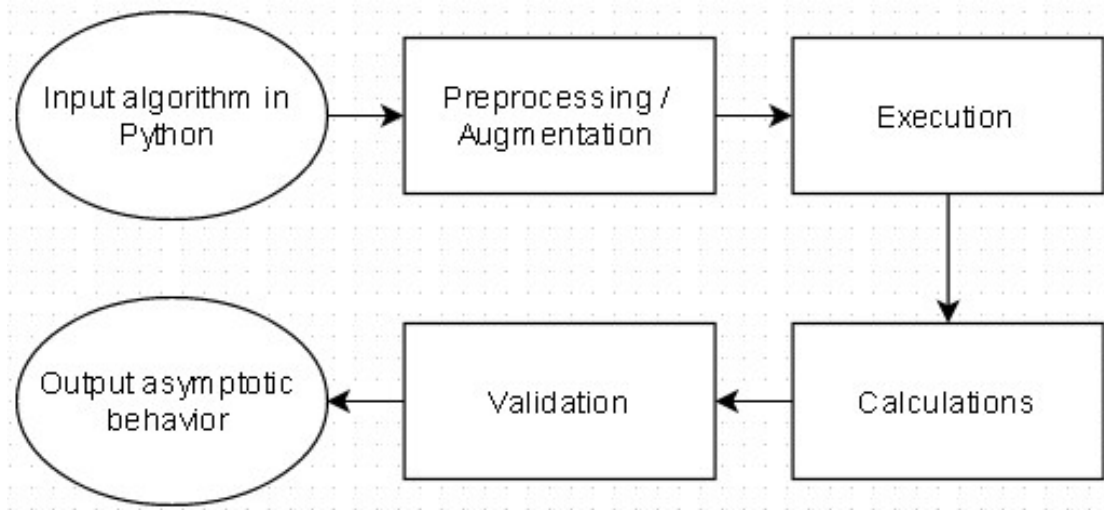 Input algorithm in
Python
Preprocessing /
Augmentation
Execution
Calculations
Validation
Output asymptotic
behavior